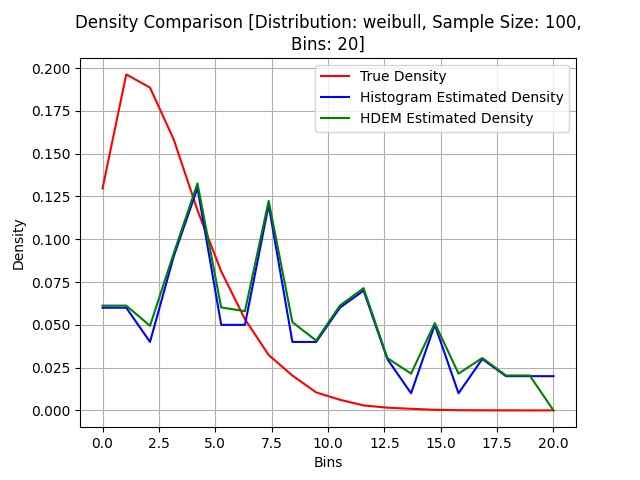 Density Comparison [Distribution: weibull, Sample Size: 100,
Bins: 20]
True Density
Histogram Estimated Density
HDEM Estimated Density
Density
0.200
0.175
0.150
0.125
0.100
0.075
0.050
0.025
0.000
0.0 2.5 5.0 7.5 10.0 12.5 15.0 17.5 20.0
Bins